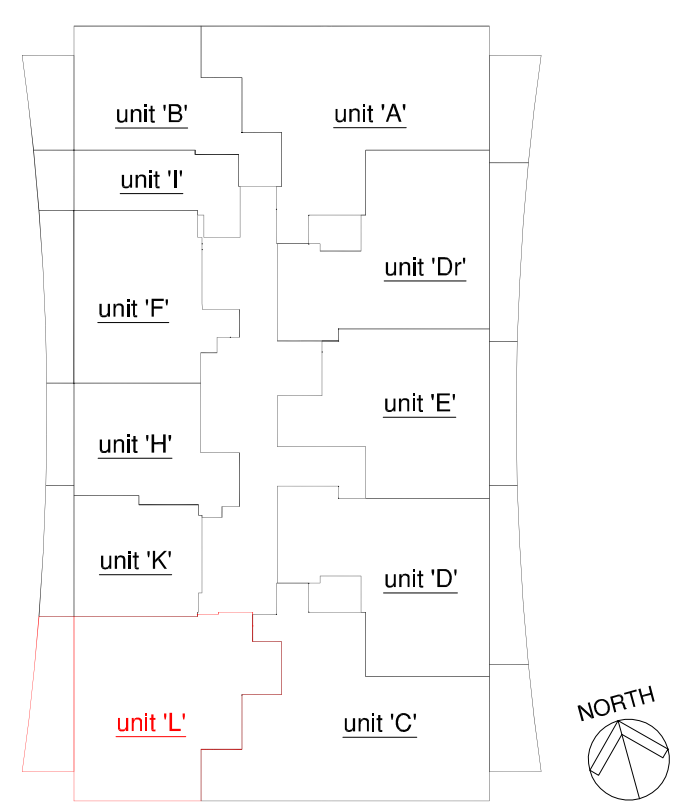 unit 'B'
unit 'A'
unit 'I'
unit 'Dr'
unit 'F'
unit 'E'
unit 'H'
unit 'K'
unit 'D'
unit 'L'
unit 'C'
NORTH